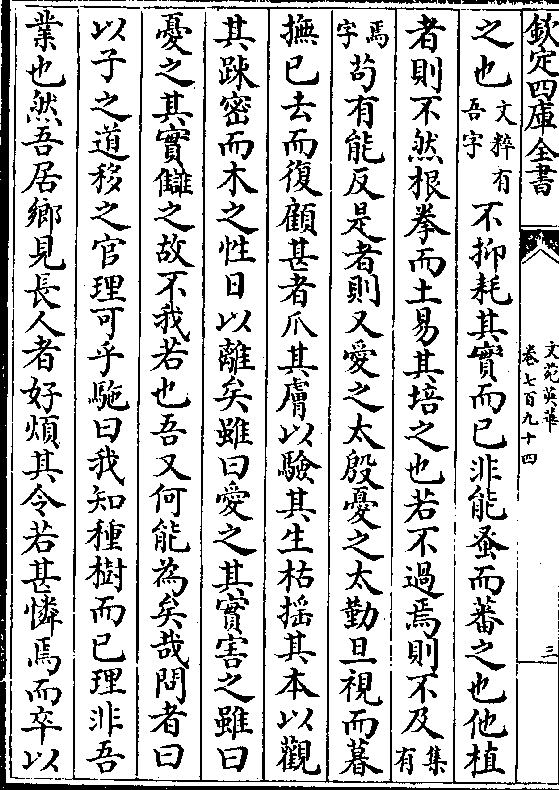 欽定四庫全書
文苑英華
卷七百九十四
三
之也文粹有吾字不抑耗其實而已非能蚤而蕃之也他植
者則不然根拳而土易其培之也若不過焉則不及集有
焉字苟有能反是者則又愛之太殷憂之太勤旦視而暮
撫已去而復顧甚者爪其膚以驗其生枯揺其本以觀
其踈密而木之性日以離矣雖曰愛之其實害之雖曰
憂之其實讎之故不我若也吾又何能為矣哉問者曰
以子之道移之官理可乎駞曰我知種樹而已理非吾
業也然吾居鄉見長人者好煩其令若甚憐焉而卒以